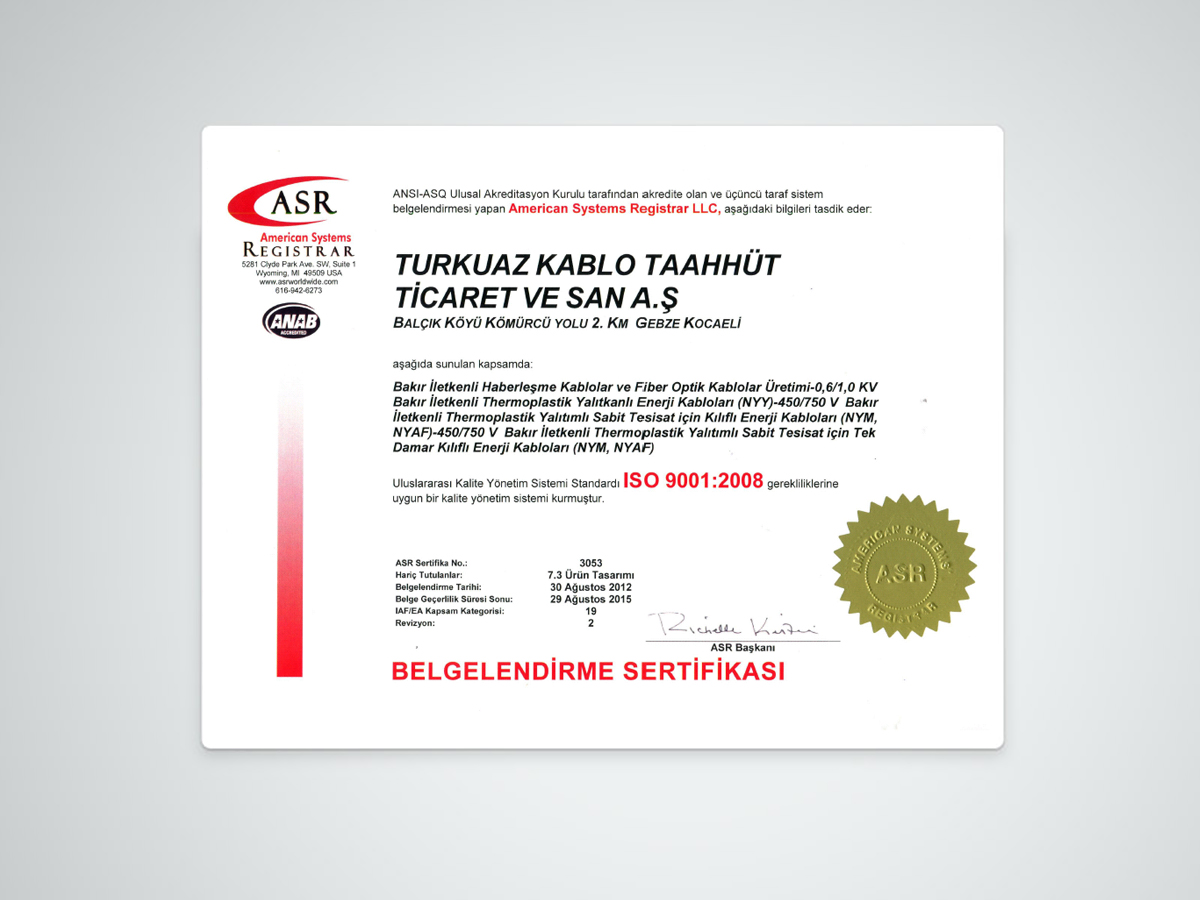 ASR
American Systems
REGISTRAR
5281 Clyde Park Ave. SW, Suite 1
Wyoming, MI 49509 USA
www.asrworldwide.com
616-942-6273
ANAB
ACCREDITED
ANSI-ASQ Ulusal Akreditasyon Kurulu tarafından akredite olan ve üçüncü taraf sistem
belgelendirmesi yapan American Systems Registrar LLC, aşağıdaki bilgileri tasdik eder:
TURKUAZ KABLO TAAHHÜT
TİCARET VE SAN A.Ş
BALÇIK KÖYÜ KÖMÜRCÜ YOLU 2. KM GEBZE KOCAELİ
aşağıda sunulan kapsamda:
Bakır İletkenli Haberleşme Kablolar ve Fiber Optik Kablolar Üretimi-0,6/1,0 KV
Bakır İletkenli Thermoplastik Yalıtkanlı Enerji Kabloları (NYY)-450/750 V Bakır
İletkenli Thermoplastik Yalıtımlı Sabit Tesisat için Kılıflı Enerji Kabloları (NYM,
NYAF)-450/750 V Bakır İletkenli Thermoplastik Yalıtımlı Sabit Tesisat için Tek
Damar Kılıflı Enerji Kabloları (NYM, NYAF)
Uluslararası Kalite Yönetim Sistemi Standardı ISO 9001:2008 gerekliliklerine
uygun bir kalite yönetim sistemi kurmuştur.
ASR Sertifika No.: 3053
Hariç Tutulanlar: 7.3 Ürün Tasarımı
Belgelendirme Tarihi: 30 Ağustos 2012
Belge Geçerlilik Süresi Sonu: 29 Ağustos 2015
IAF/EA Kapsam Kategorisi: 19
Revizyon: 2
ASR Başkanı
BELGELENDİRME SERTİFİKASI
AMERICAN SYSTEMS
ASR
REGISTRAR